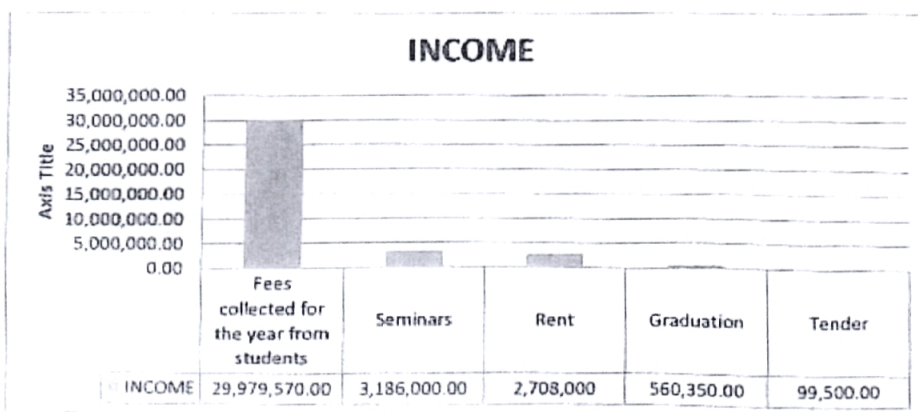 INCOME
Axis Title
35,000,000.00
30,000,000.00
25,000,000.00
20,000,000.00
15,000,000.00
10,000,000.00
5,000,000.00
0.00
Fees
collected for
the year from
students
Seminars
Rent
Graduation
Tender
INCOME 29,979,570.00 3,186,000.00 2,708,000 560,350.00 99,500.00